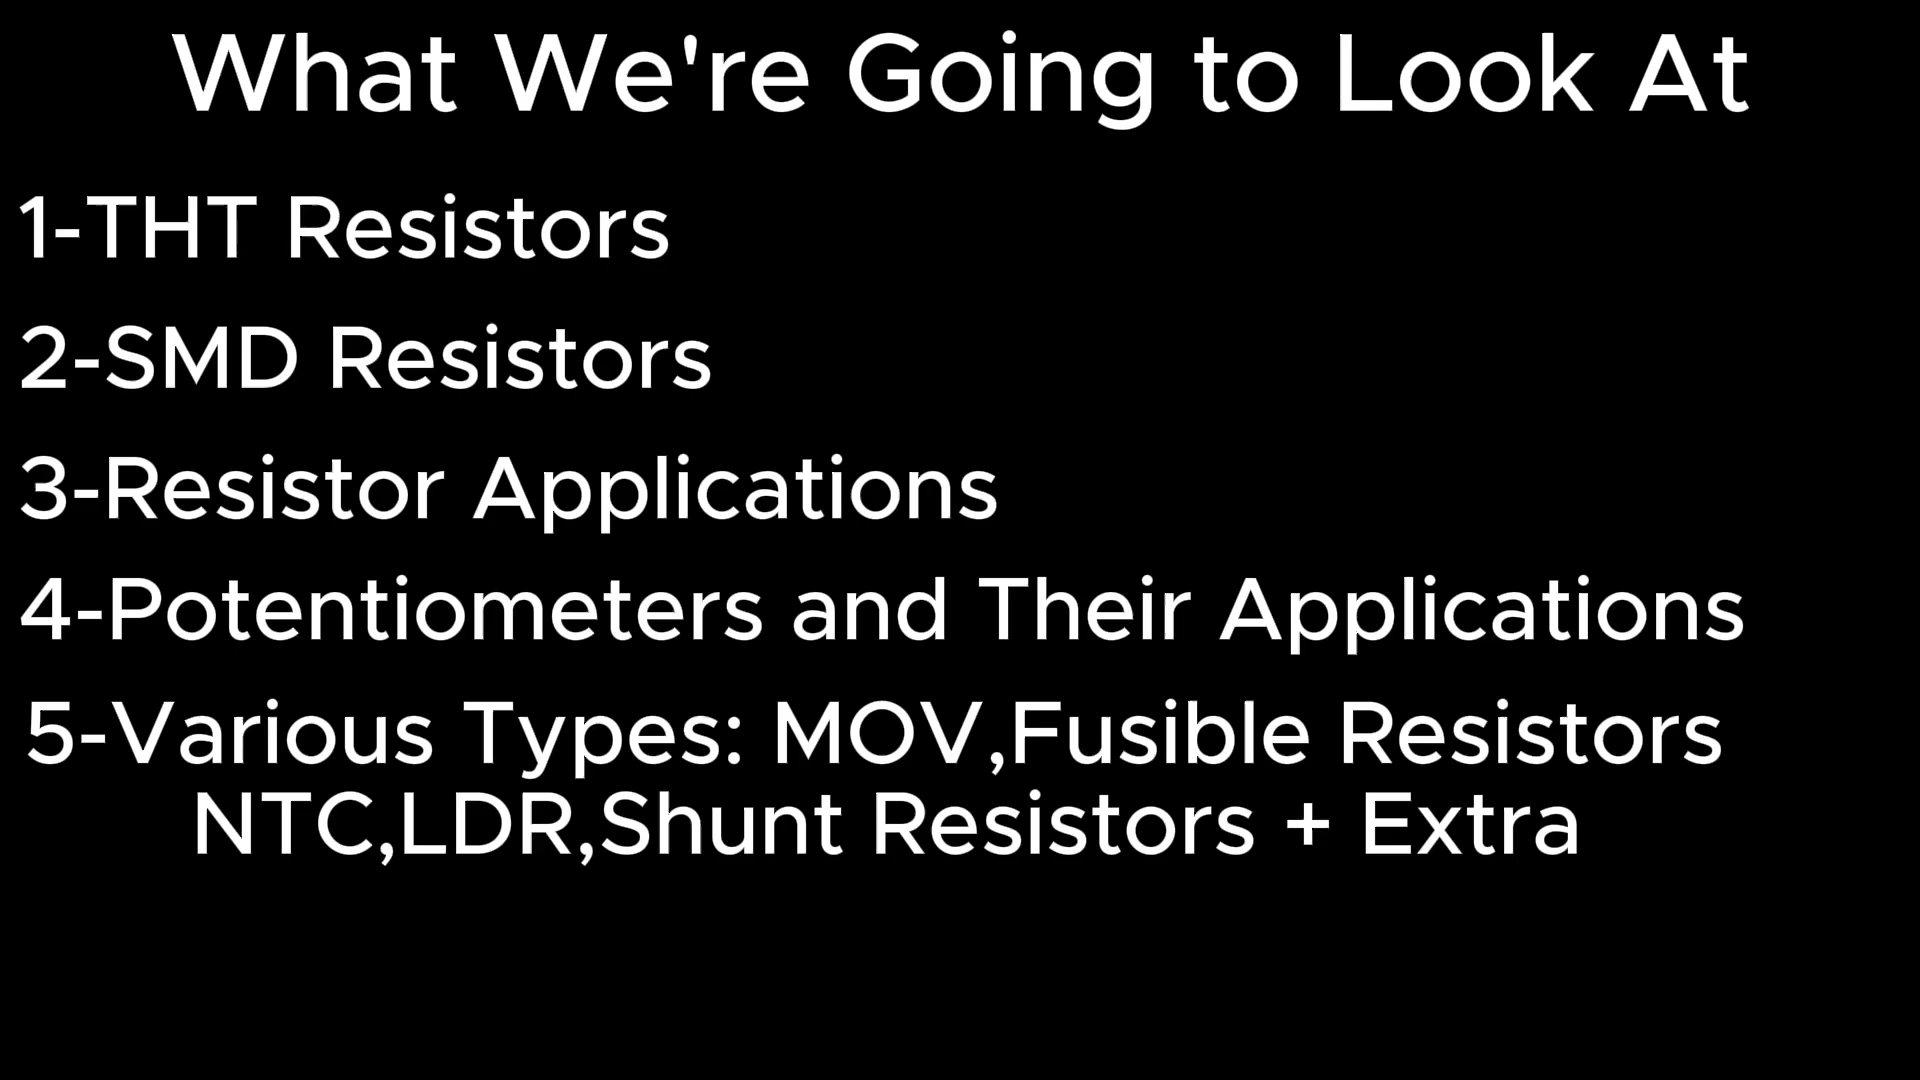 What We're Going to Look At
1-THT Resistors
2-SMD Resistors
3-Resistor Applications
4-Potentiometers and Their Applications
5-Various Types: MOV,Fusible Resistors
NTC,LDR,Shunt Resistors + Extra